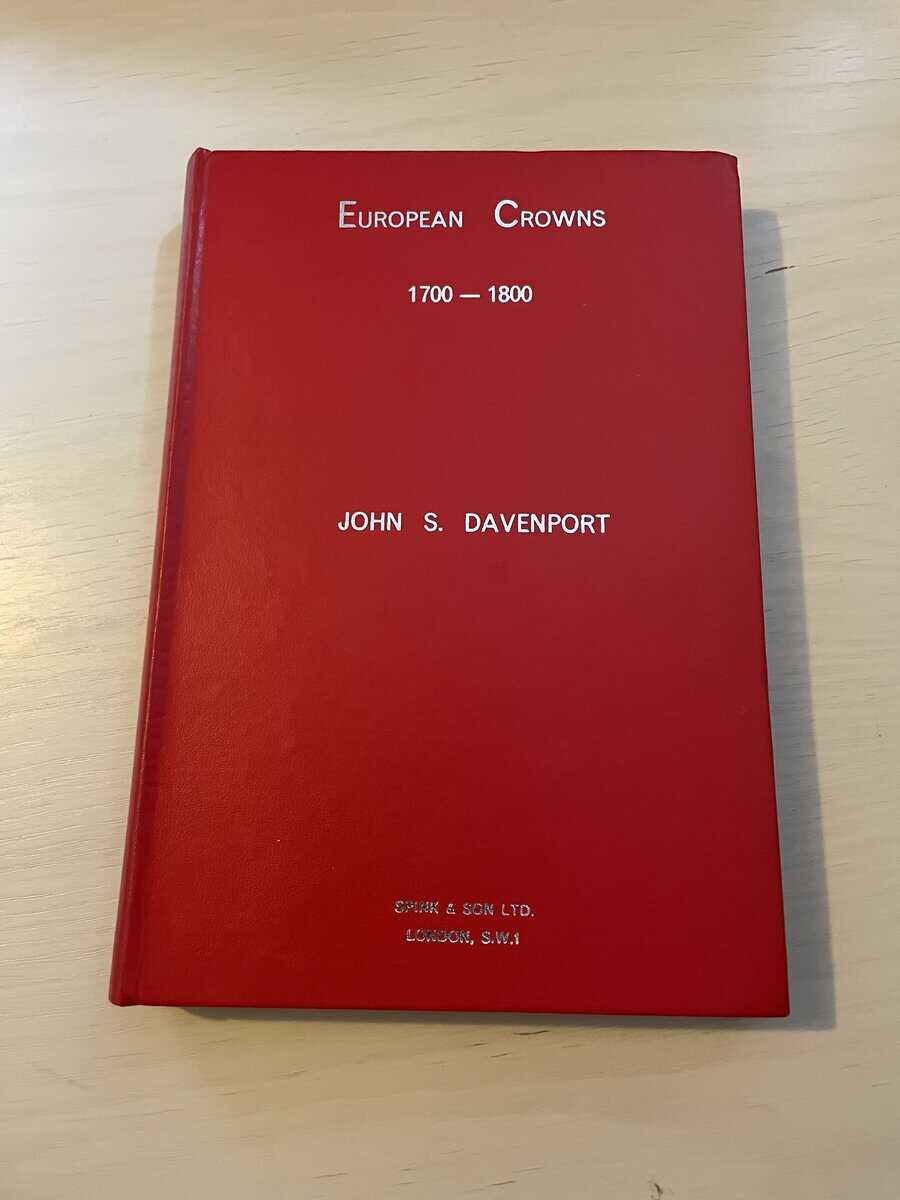 EUROPEAN CROWNS
1700 — 1800
JOHN S. DAVENPORT
SPINK & SON LTD.
LONDON, S.W.1